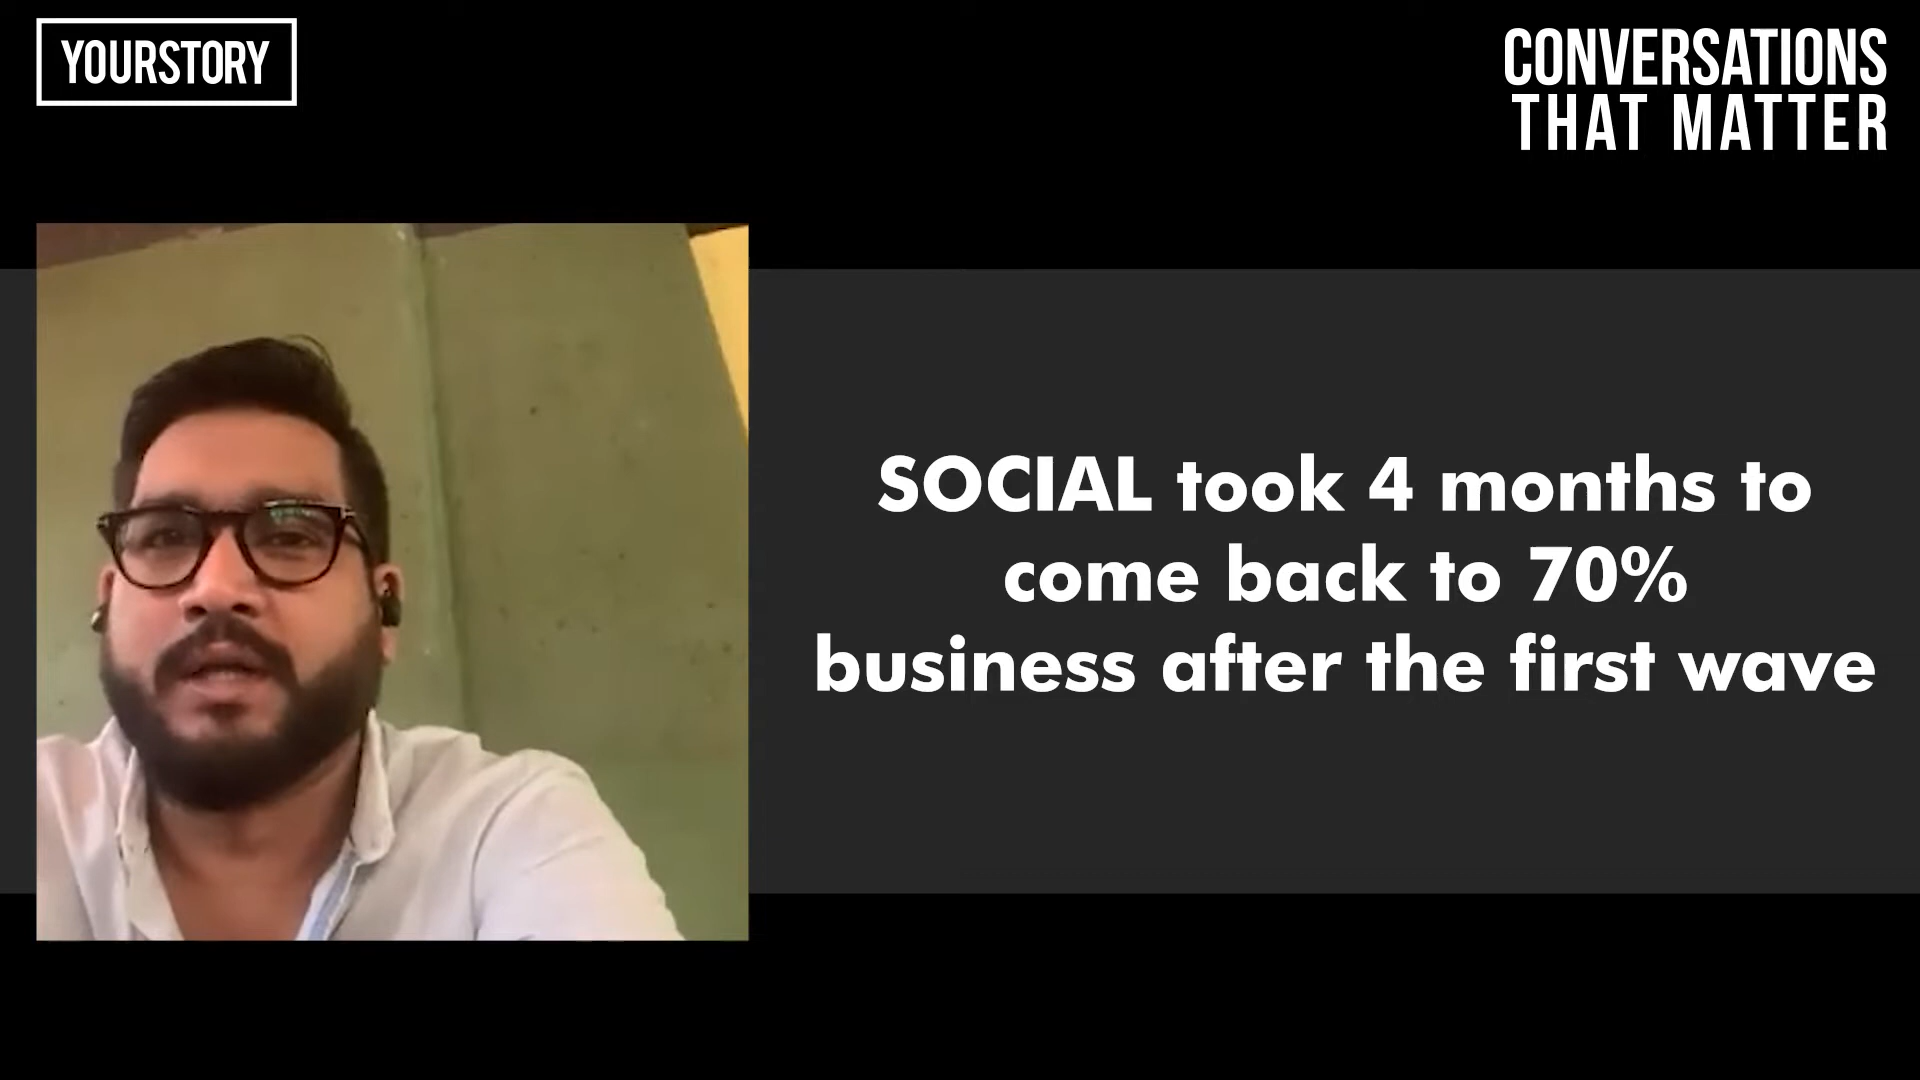 YOURSTORY
CONVERSATIONS
THAT MATTER
SOCIAL took 4 months to
come back to 70%
business after the first wave